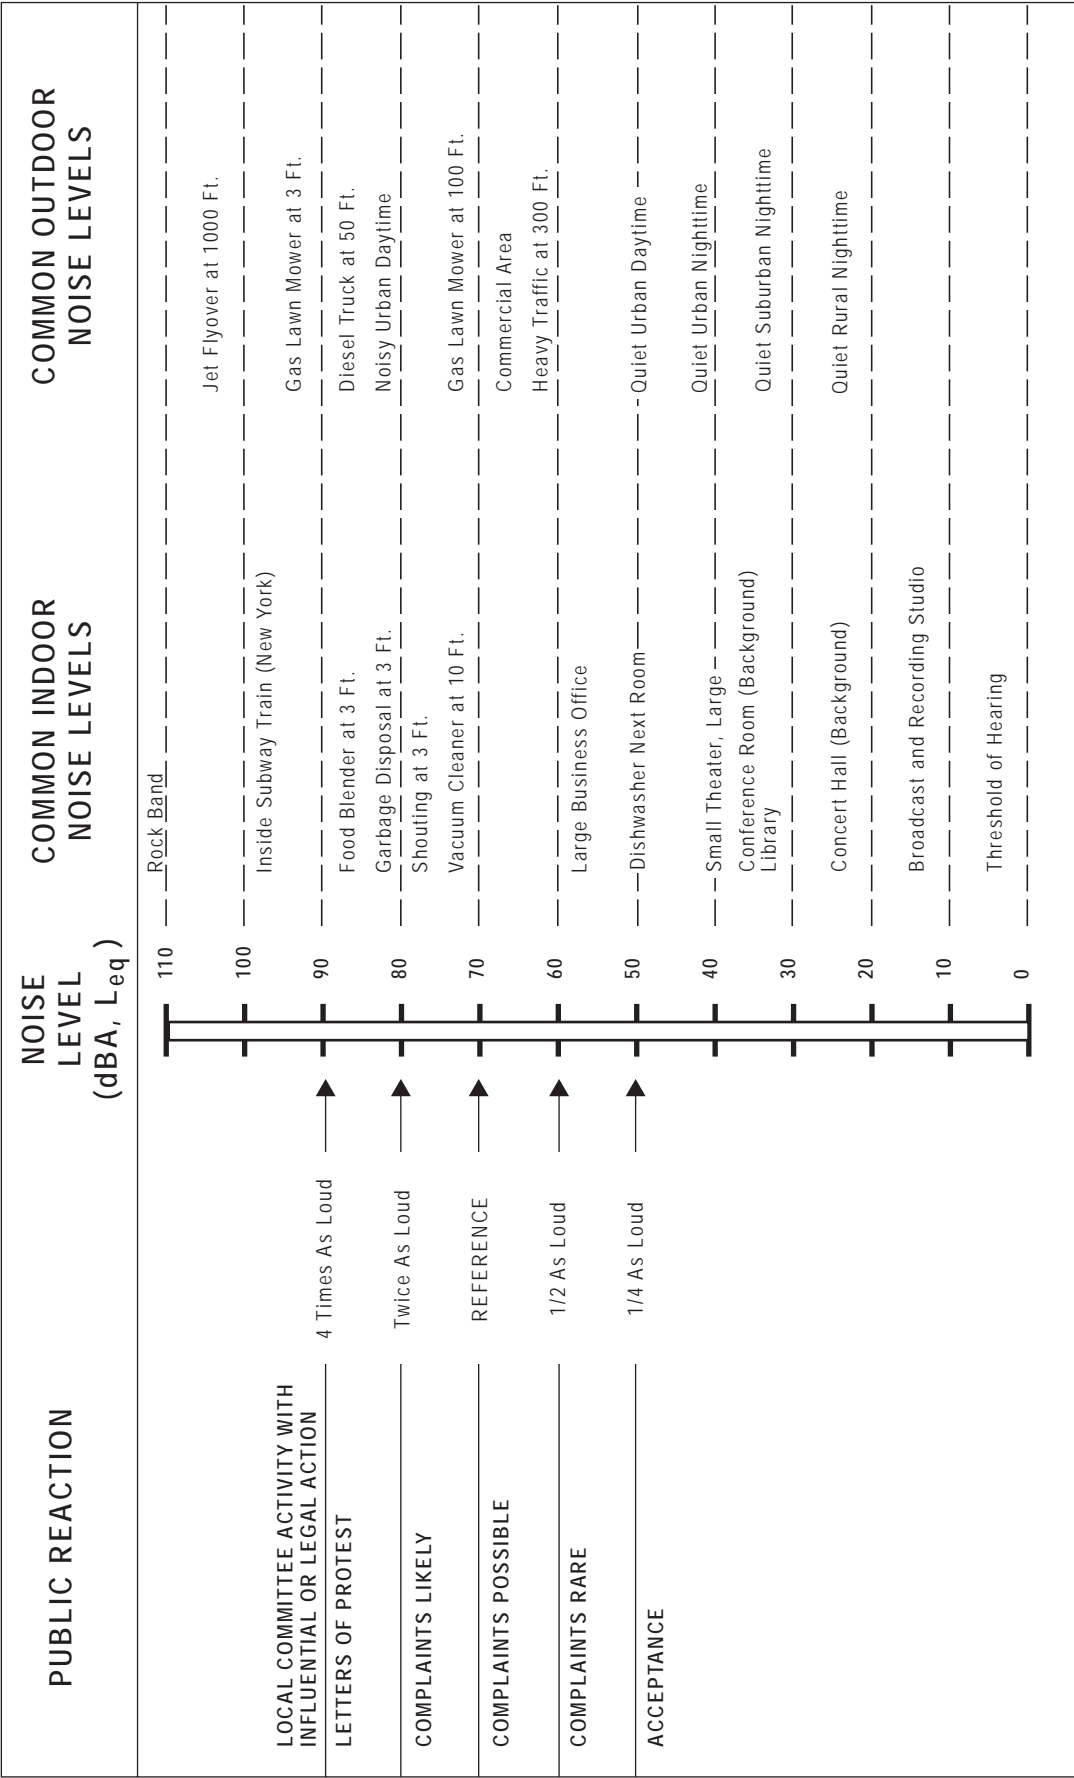 PUBLIC REACTION
NOISE
LEVEL
(dBA, Leq )
COMMON INDOOR
NOISE LEVELS
COMMON OUTDOOR
NOISE LEVELS
LOCAL COMMITTEE ACTIVITY WITH
INFLUENTIAL OR LEGAL ACTION
LETTERS OF PROTEST
COMPLAINTS LIKELY
COMPLAINTS POSSIBLE
COMPLAINTS RARE
ACCEPTANCE
4 Times As Loud
Twice As Loud
REFERENCE
1/2 As Loud
1/4 As Loud
110
100
90
80
70
60
50
40
30
20
10
0
Rock Band
Inside Subway Train (New York)
Food Blender at 3 Ft.
Garbage Disposal at 3 Ft.
Shouting at 3 Ft.
Vacuum Cleaner at 10 Ft.
Large Business Office
Dishwasher Next Room
Small Theater, Large
Conference Room (Background)
Library
Concert Hall (Background)
Broadcast and Recording Studio
Threshold of Hearing
Jet Flyover at 1000 Ft.
Gas Lawn Mower at 3 Ft.
Diesel Truck at 50 Ft.
Noisy Urban Daytime
Gas Lawn Mower at 100 Ft.
Commercial Area
Heavy Traffic at 300 Ft.
Quiet Urban Daytime
Quiet Urban Nighttime
Quiet Suburban Nighttime
Quiet Rural Nighttime